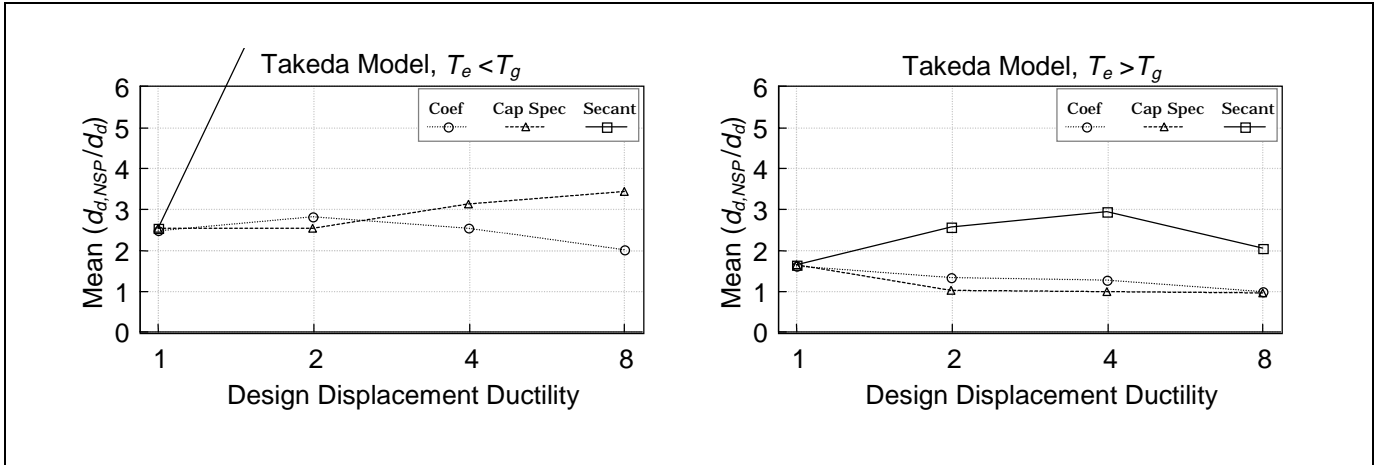 Takeda Model, Te <Tg
Coef Cap Spec Secant
Mean (dd,NSP/dd)
6
5
4
3
2
1
0
1 2 4 8
Design Displacement Ductility
Takeda Model, Te >Tg
Coef Cap Spec Secant
Mean (dd,NSP/dd)
6
5
4
3
2
1
0
1 2 4 8
Design Displacement Ductility